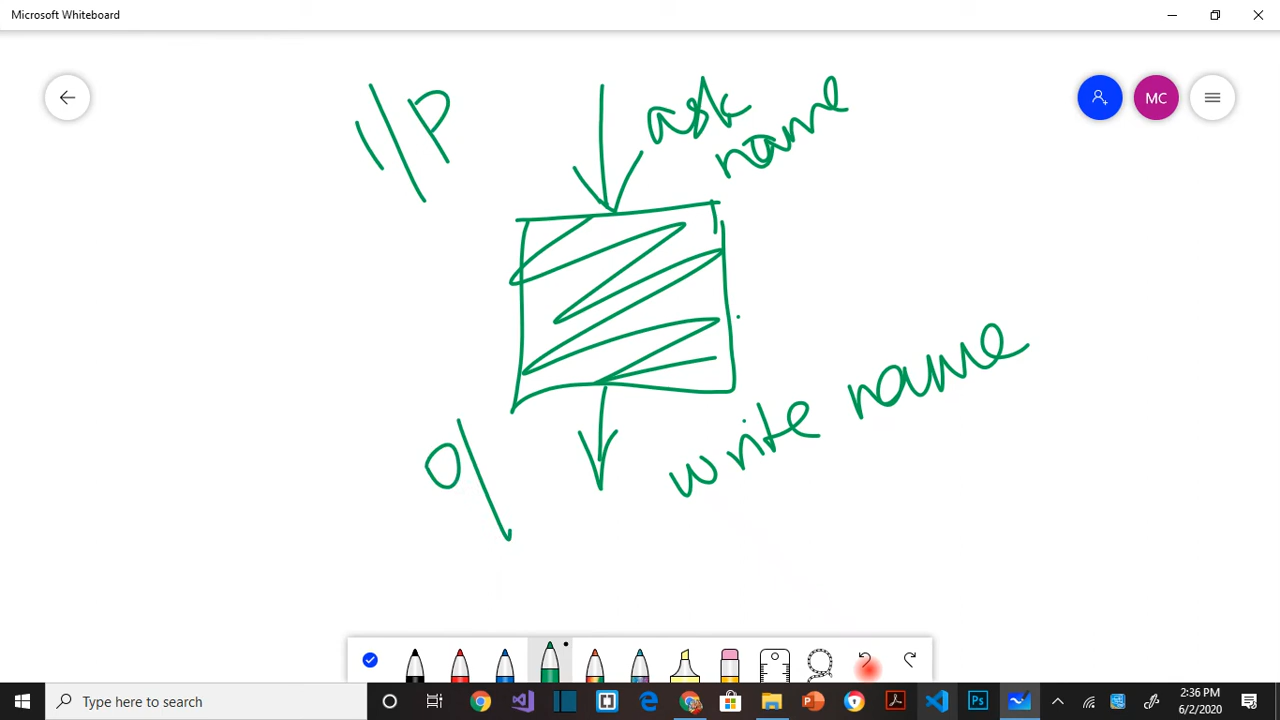 Microsoft Whiteboard
I/P
ask
name
MC
write name
O/
Type here to search
2:36 PM
6/2/2020